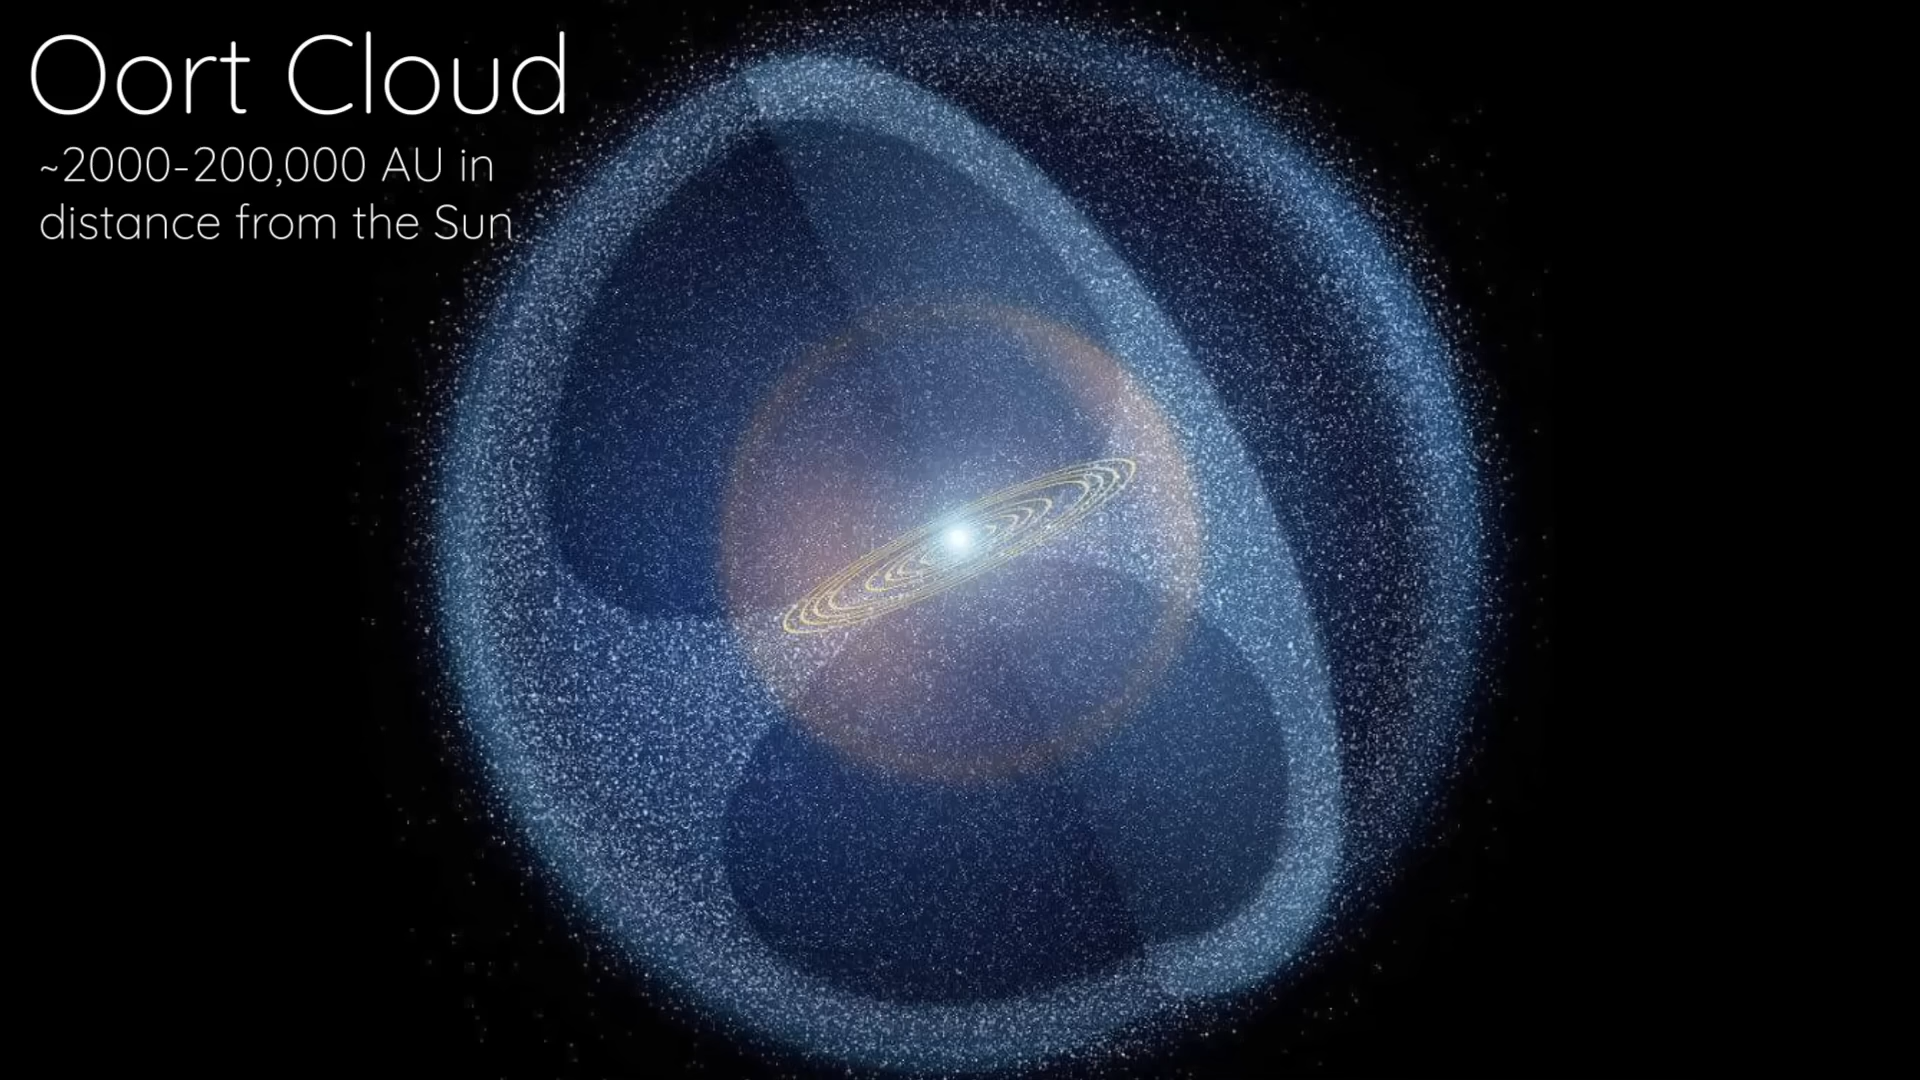 Oort Cloud
~2000-200,000 AU in
distance from the Sun